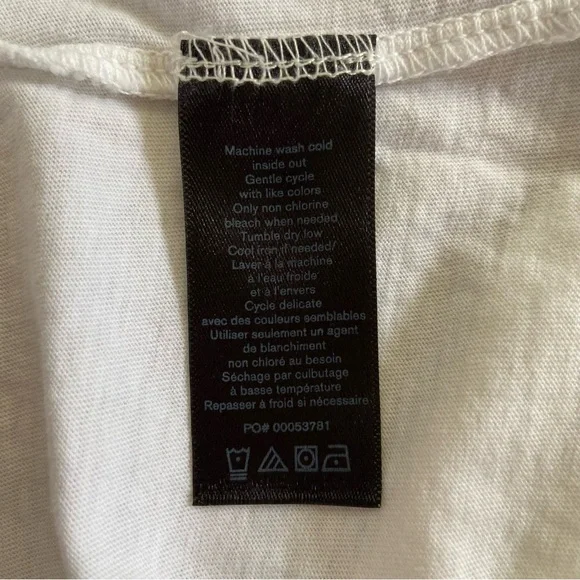 Machine wash cold
inside out
Gentle cycle
with like colors
Only non chlorine
bleach when needed
Tumble dry low
Cool iron if needed/
Laver à la machine
à l'eau froide
et à l'envers
Cycle delicate
avec des couleurs semblables
Utiliser seulement un agent
de blanchiment
non chloré au besoin
Séchage par culbutage
à basse température
Repasser à froid si nécessaire
PO# 00053781